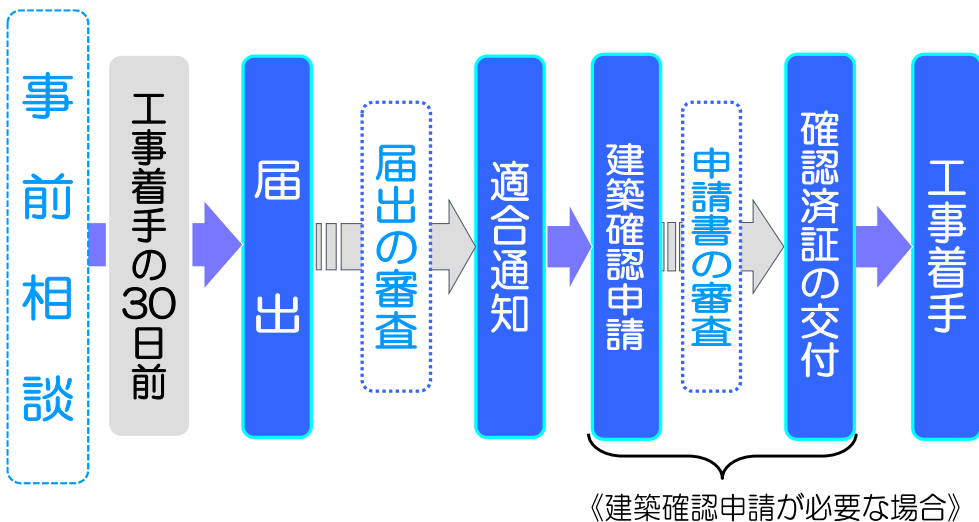 事前相談
工事着手の30日前
届出
届出の審査
適合通知
建築確認申請
申請書の審査
確認済証の交付
工事着手
《建築確認申請が必要な場合》